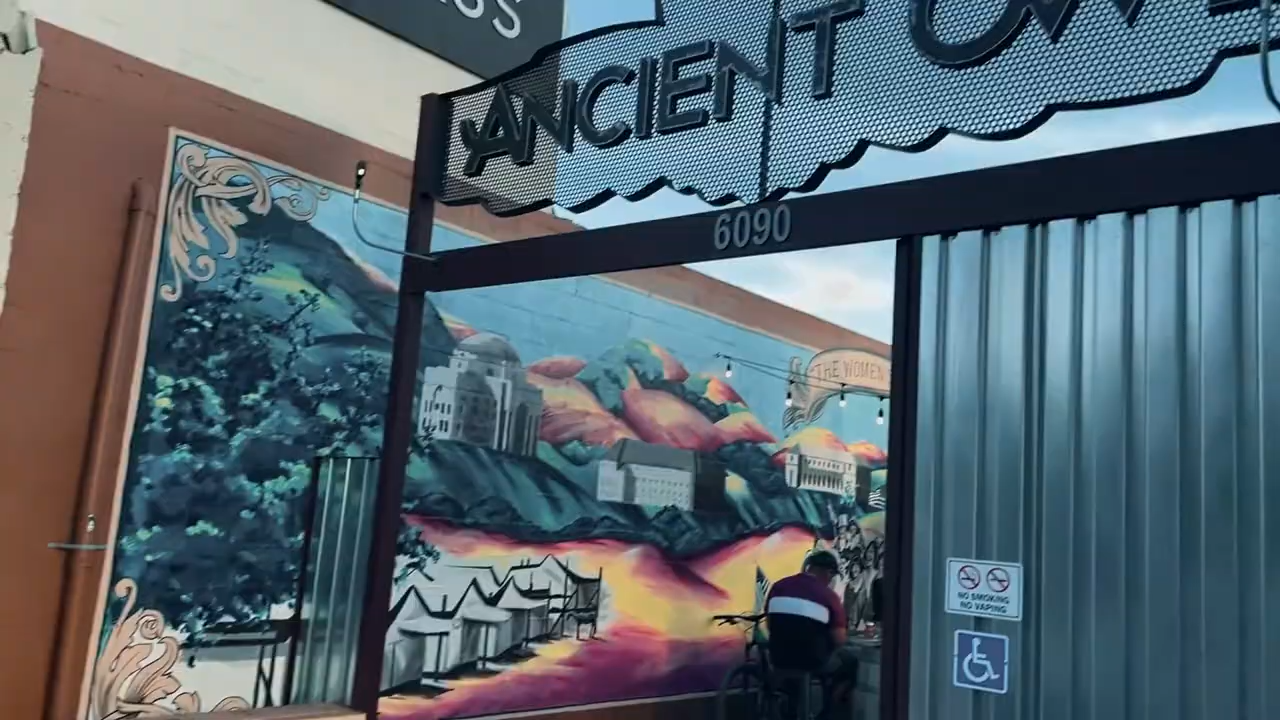 ANCIENT
6090
THE WOMEN
NO SMOKING
NO VAPING